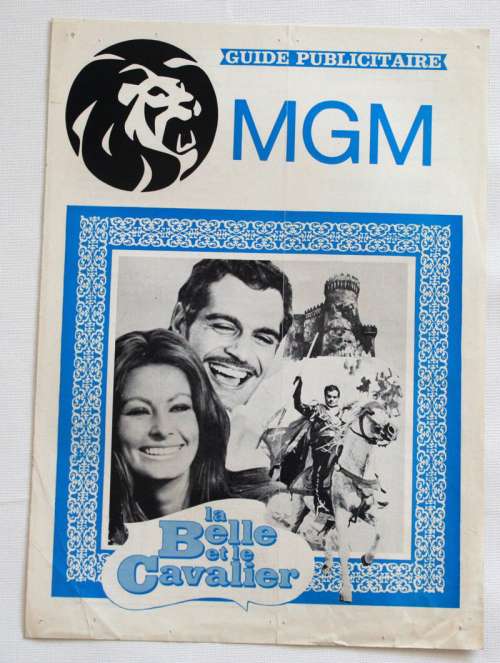 GUIDE PUBLICITAIRE
MGM
la
Belle
et le
Cavalier